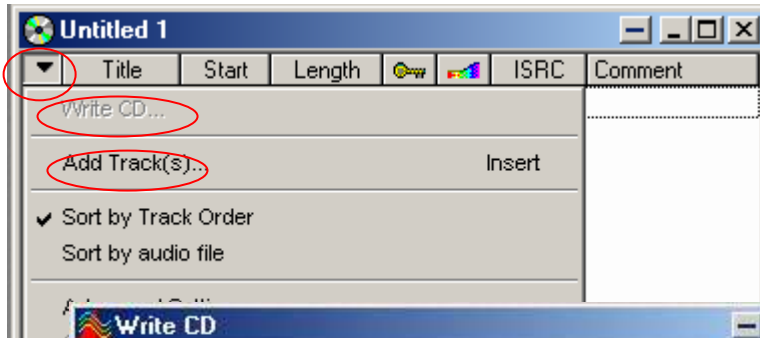 Untitled 1
Title Start Length ISRC Comment
Write CD...
Add Track(s)... Insert
Sort by Track Order
Sort by audio file
Write CD